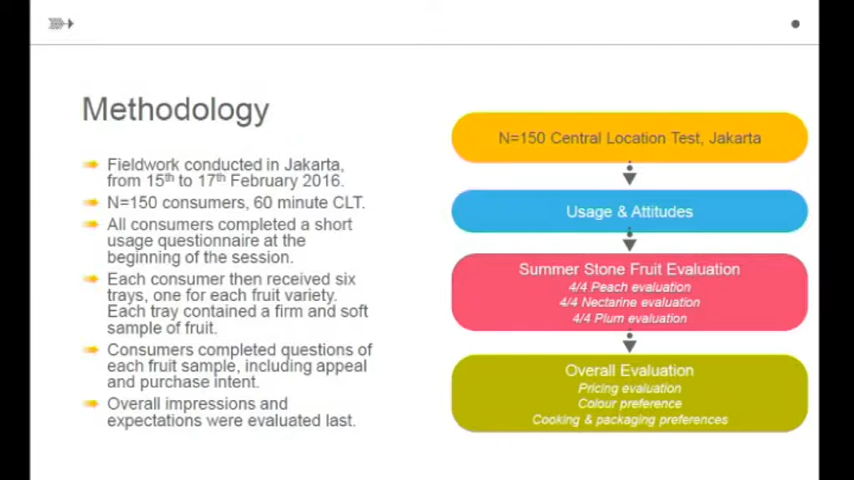 Methodology
Fieldwork conducted in Jakarta,
from 15th to 17th February 2016.
N=150 consumers, 60 minute CLT.
All consumers completed a short
usage questionnaire at the
beginning of the session.
Each consumer then received six
trays, one for each fruit variety.
Each tray contained a firm and soft
sample of fruit.
Consumers completed questions of
each fruit sample, including appeal
and purchase intent.
Overall impressions and
expectations were evaluated last.
N=150 Central Location Test, Jakarta
Usage & Attitudes
Summer Stone Fruit Evaluation
4/4 Peach evaluation
4/4 Nectarine evaluation
4/4 Plum evaluation
Overall Evaluation
Pricing evaluation
Colour preference
Cooking & packaging preferences